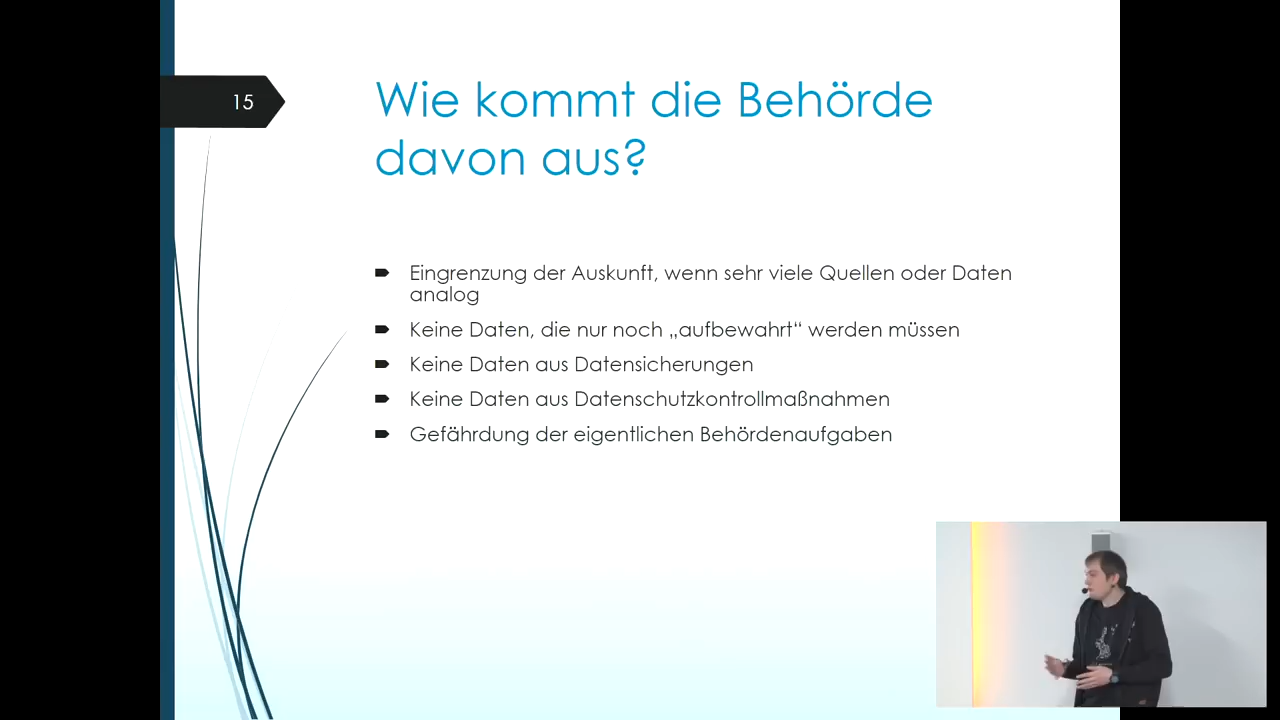 15
Wie kommt die Behörde
davon aus?
Eingrenzung der Auskunft, wenn sehr viele Quellen oder Daten
analog
Keine Daten, die nur noch „aufbewahrt“ werden müssen
Keine Daten aus Datensicherungen
Keine Daten aus Datenschutzkontrollmaßnahmen
Gefährdung der eigentlichen Behördenaufgaben